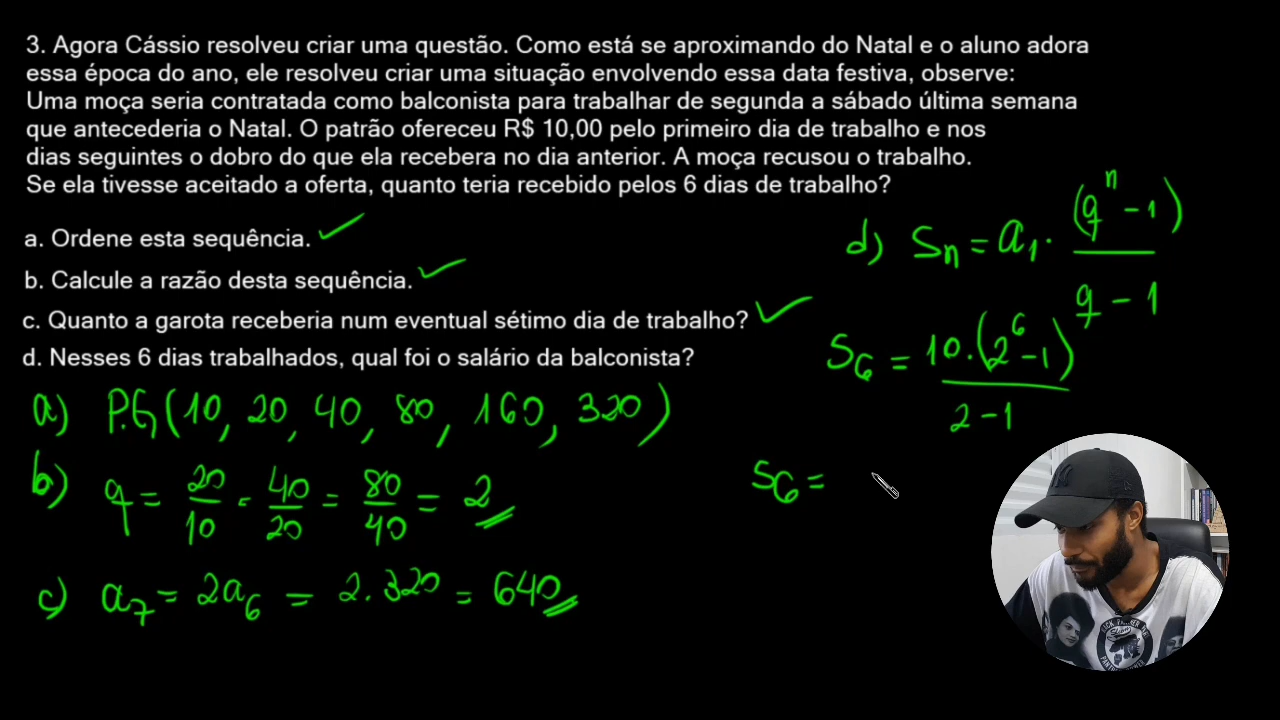 3. Agora Cássio resolveu criar uma questão. Como está se aproximando do Natal e o aluno adora
essa época do ano, ele resolveu criar uma situação envolvendo essa data festiva, observe:
Uma moça seria contratada como balconista para trabalhar de segunda a sábado última semana
que antecederia o Natal. O patrão ofereceu R$ 10,00 pelo primeiro dia de trabalho e nos
dias seguintes o dobro do que ela recebera no dia anterior. A moça recusou o trabalho.
Se ela tivesse aceitado a oferta, quanto teria recebido pelos 6 dias de trabalho?
a. Ordene esta sequência. ✓
b. Calcule a razão desta sequência. ✓
c. Quanto a garota receberia num eventual sétimo dia de trabalho? ✓
d. Nesses 6 dias trabalhados, qual foi o salário da balconista?
a) P.G(10, 20, 40, 80, 160, 320)
b) q = 20/10 = 40/20 = 80/40 = 2
c) a₇ = 2a₆ = 2.320 = 640
d) Sₙ = a₁ . (qⁿ - 1)/(q - 1)
S₆ = 10.(2⁶-1)/(2-1)
S₆ =